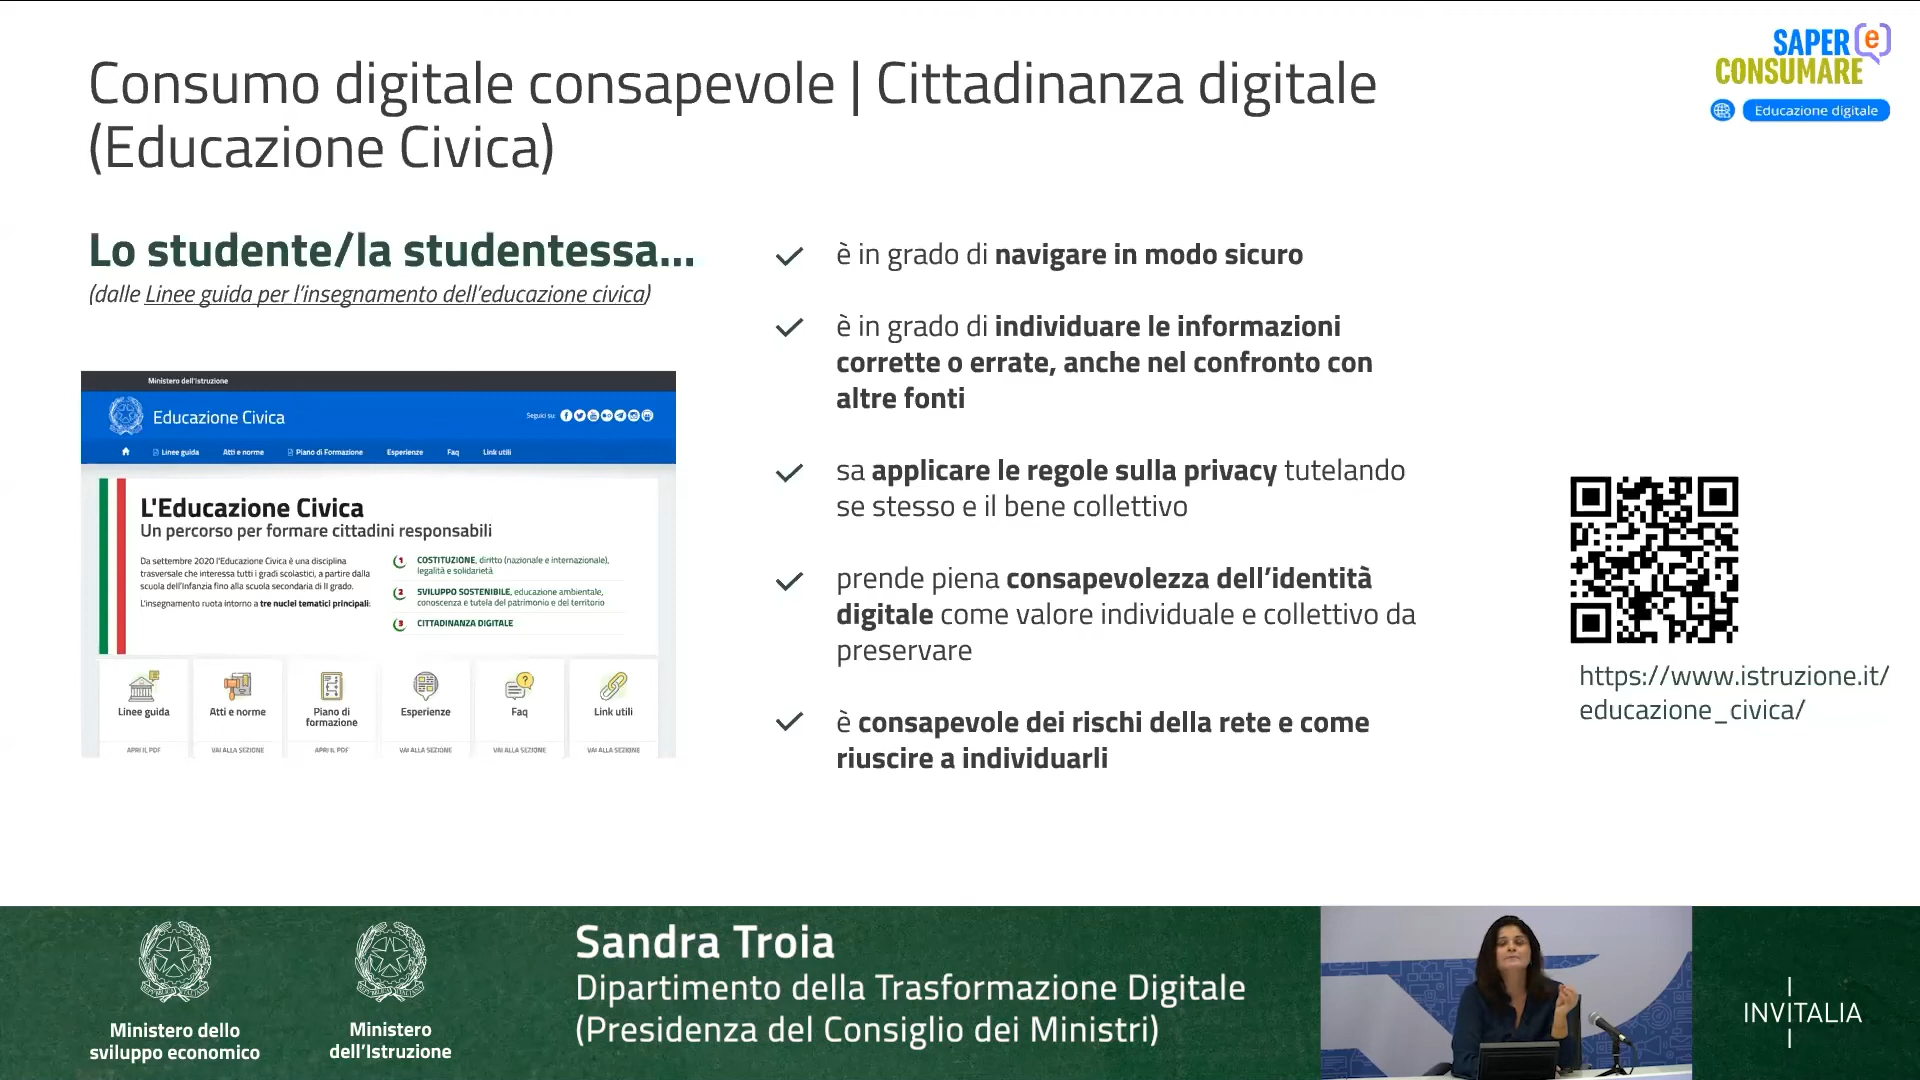 SAPER e
CONSUMARE
Educazione digitale
Consumo digitale consapevole | Cittadinanza digitale
(Educazione Civica)
Lo studente/la studentessa...
(dalle Linee guida per l’insegnamento dell’educazione civica)
Ministero dell'Istruzione
Educazione Civica
Seguici su:
Linee guida
Atti e norme
Piano di Formazione
Esperienze
Faq
Link utili
L'Educazione Civica
Un percorso per formare cittadini responsabili
Da settembre 2020 l'Educazione Civica è una disciplina
trasversale che interessa tutti i gradi scolastici, a partire dalla
scuola dell'Infanzia fino alla scuola secondaria di II grado.
L'insegnamento ruota intorno a tre nuclei tematici principali:
1 COSTITUZIONE, diritto (nazionale e internazionale),
legalità e solidarietà
2 SVILUPPO SOSTENIBILE, educazione ambientale,
conoscenza e tutela del patrimonio e del territorio
3 CITTADINANZA DIGITALE
Linee guida
APRI IL PDF
Atti e norme
VAI ALLA SEZIONE
Piano di
formazione
APRI IL PDF
Esperienze
VAI ALLA SEZIONE
Faq
VAI ALLA SEZIONE
Link utili
VAI ALLA SEZIONE
è in grado di navigare in modo sicuro
è in grado di individuare le informazioni
corrette o errate, anche nel confronto con
altre fonti
sa applicare le regole sulla privacy tutelando
se stesso e il bene collettivo
prende piena consapevolezza dell’identità
digitale come valore individuale e collettivo da
preservare
è consapevole dei rischi della rete e come
riuscire a individuarli
https://www.istruzione.it/
educazione_civica/
Ministero dello
sviluppo economico
Ministero
dell’Istruzione
Sandra Troia
Dipartimento della Trasformazione Digitale
(Presidenza del Consiglio dei Ministri)
INVITALIA